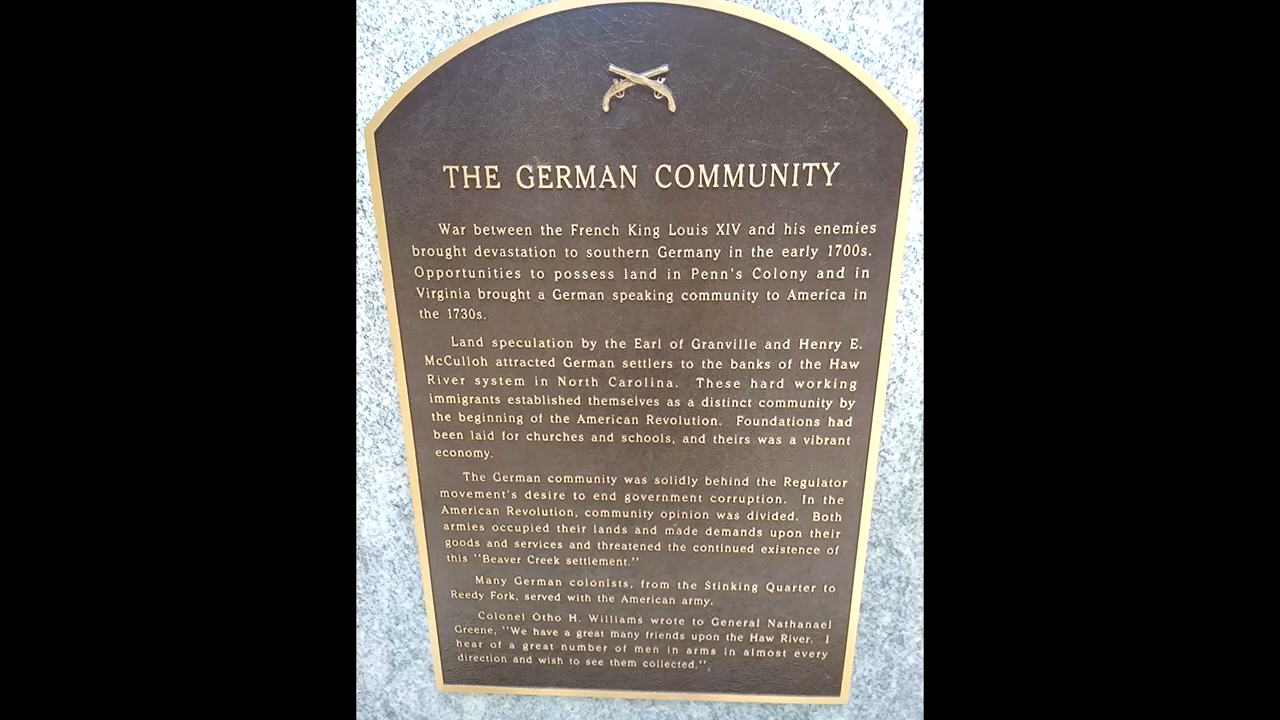 THE GERMAN COMMUNITY
War between the French King Louis XIV and his enemies
brought devastation to southern Germany in the early 1700s.
Opportunities to possess land in Penn's Colony and in
Virginia brought a German speaking community to America in
the 1730s.
Land speculation by the Earl of Granville and Henry E.
McCulloh attracted German settlers to the banks of the Haw
River system in North Carolina. These hard working
immigrants established themselves as a distinct community by
the beginning of the American Revolution. Foundations had
been laid for churches and schools, and theirs was a vibrant
economy.
The German community was solidly behind the Regulator
movement's desire to end government corruption. In the
American Revolution, community opinion was divided. Both
armies occupied their lands and made demands upon their
goods and services and threatened the continued existence of
this "Beaver Creek settlement."
Many German colonists, from the Stinking Quarter to
Reedy Fork, served with the American army.
Colonel Otho H. Williams wrote to General Nathanael
Greene, "We have a great many friends upon the Haw River. I
hear of a great number of men in arms in almost every
direction and wish to see them collected.".